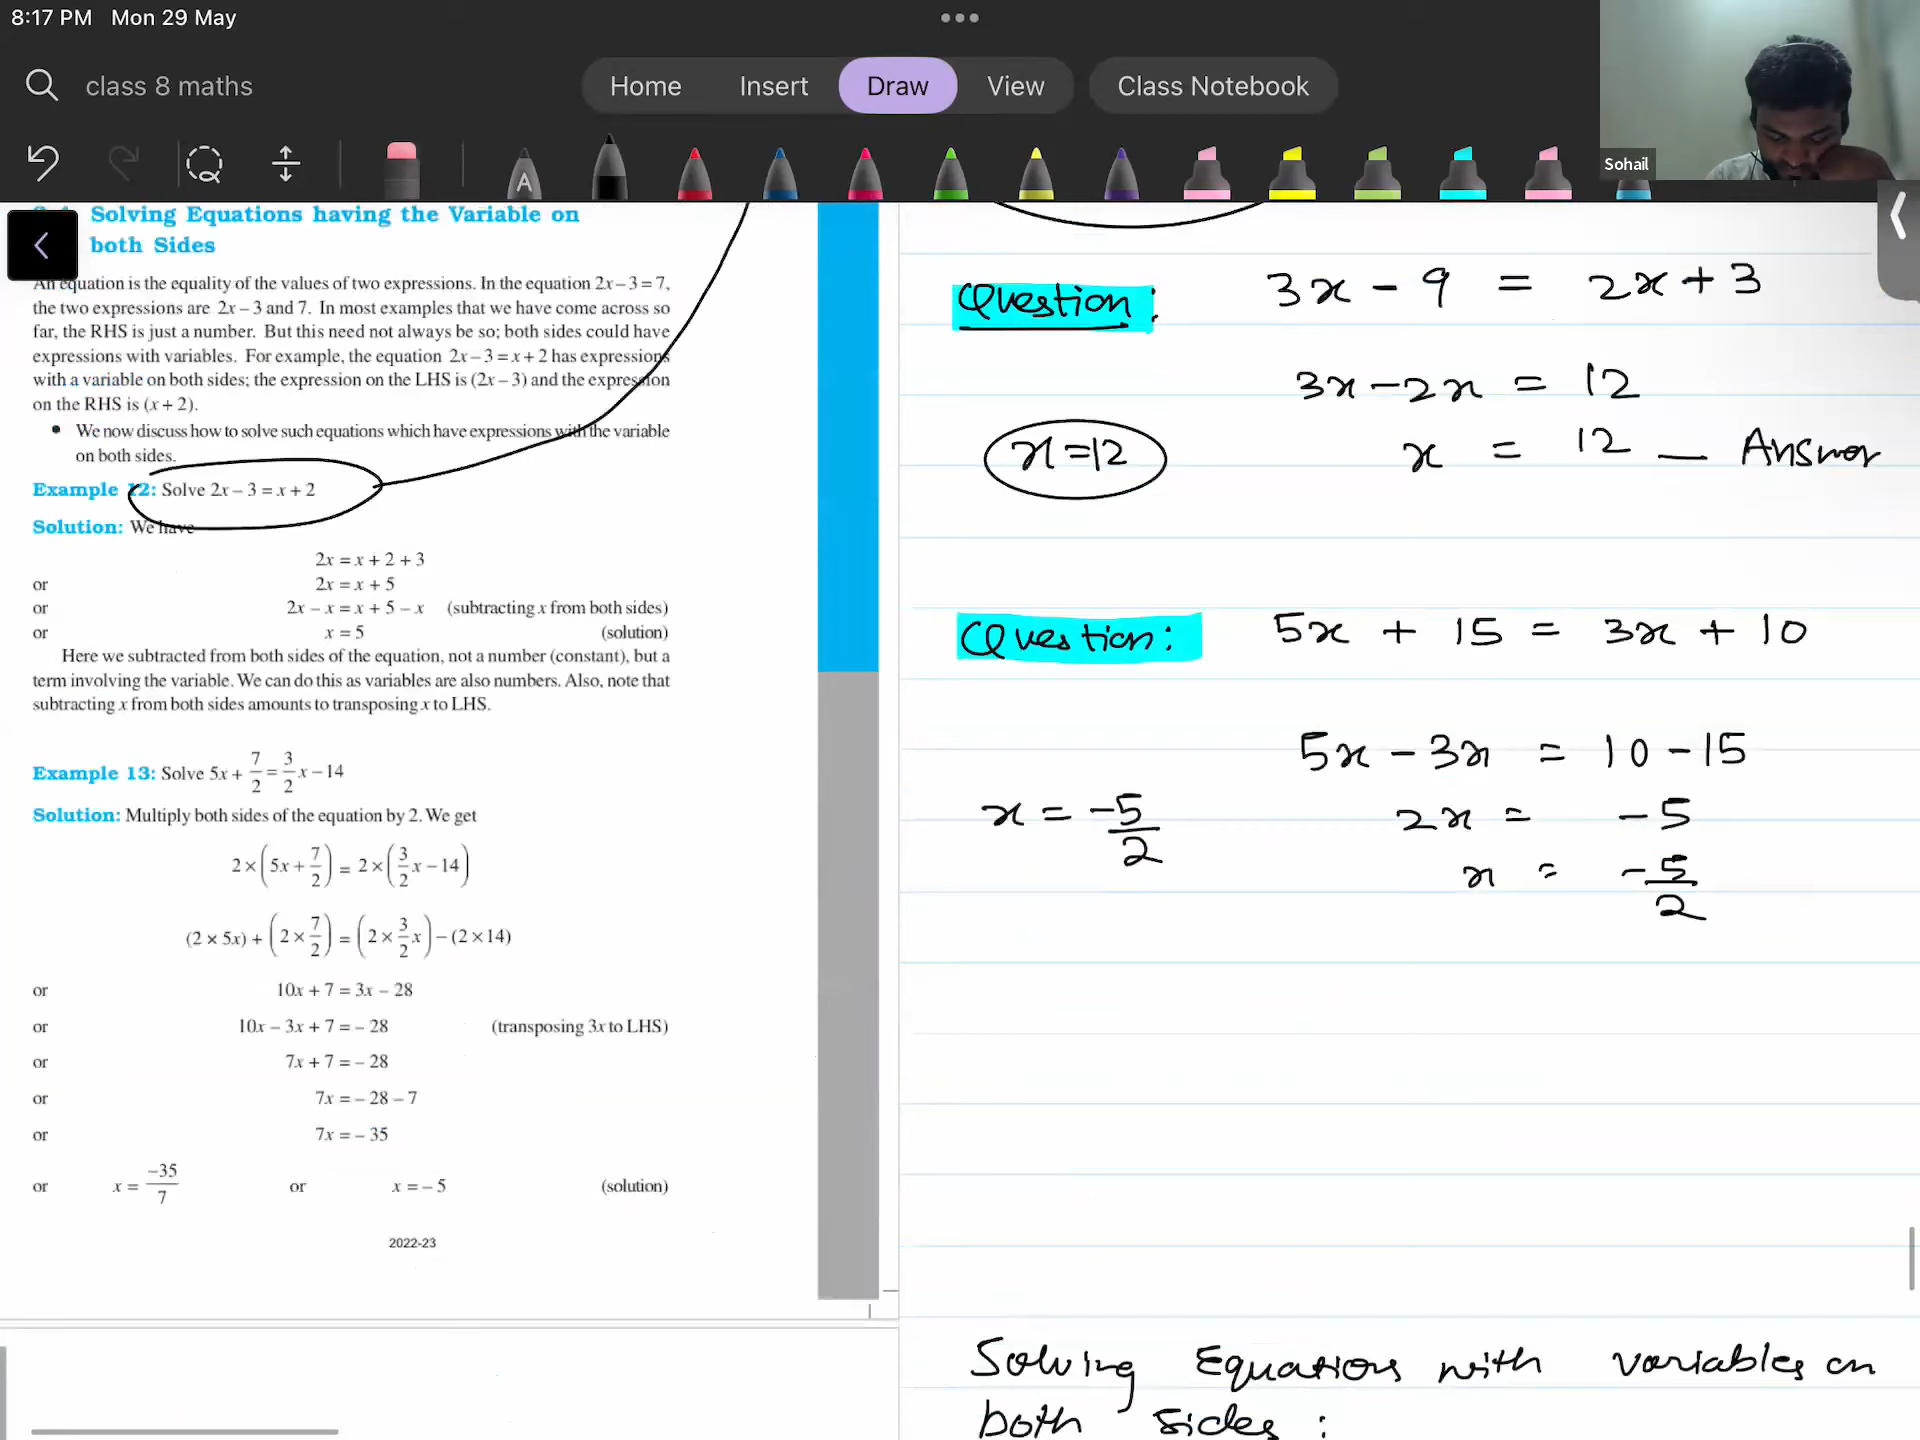 8:17 PM Mon 29 May
class 8 maths
Home Insert Draw View Class Notebook
A
Sohail
Solving Equations having the Variable on
both Sides
An equation is the equality of the values of two expressions. In the equation 2x – 3 = 7,
the two expressions are 2x – 3 and 7. In most examples that we have come across so
far, the RHS is just a number. But this need not always be so; both sides could have
expressions with variables. For example, the equation 2x – 3 = x + 2 has expressions
with a variable on both sides; the expression on the LHS is (2x – 3) and the expression
on the RHS is (x + 2).
• We now discuss how to solve such equations which have expressions with the variable
on both sides.
Example 12: Solve 2x – 3 = x + 2
Solution: We have
2x = x + 2 + 3
or 2x = x + 5
or 2x – x = x + 5 – x (subtracting x from both sides)
or x = 5 (solution)
Here we subtracted from both sides of the equation, not a number (constant), but a
term involving the variable. We can do this as variables are also numbers. Also, note that
subtracting x from both sides amounts to transposing x to LHS.
Example 13: Solve 5x + 7/2 = 3/2 x – 14
Solution: Multiply both sides of the equation by 2. We get
2 × (5x + 7/2) = 2 × (3/2 x – 14)
(2 × 5x) + (2 × 7/2) = (2 × 3/2 x) – (2 × 14)
or 10x + 7 = 3x – 28
or 10x – 3x + 7 = – 28 (transposing 3x to LHS)
or 7x + 7 = – 28
or 7x = – 28 – 7
or 7x = – 35
or x = –35/7 or x = – 5 (solution)
2022-23
Question: 3x - 9 = 2x + 3
3x - 2x = 12
x = 12 x = 12 — Answer
Question: 5x + 15 = 3x + 10
5x - 3x = 10 - 15
x = -5/2 2x = -5
x = -5/2
Solving Equations with variables on
both sides: